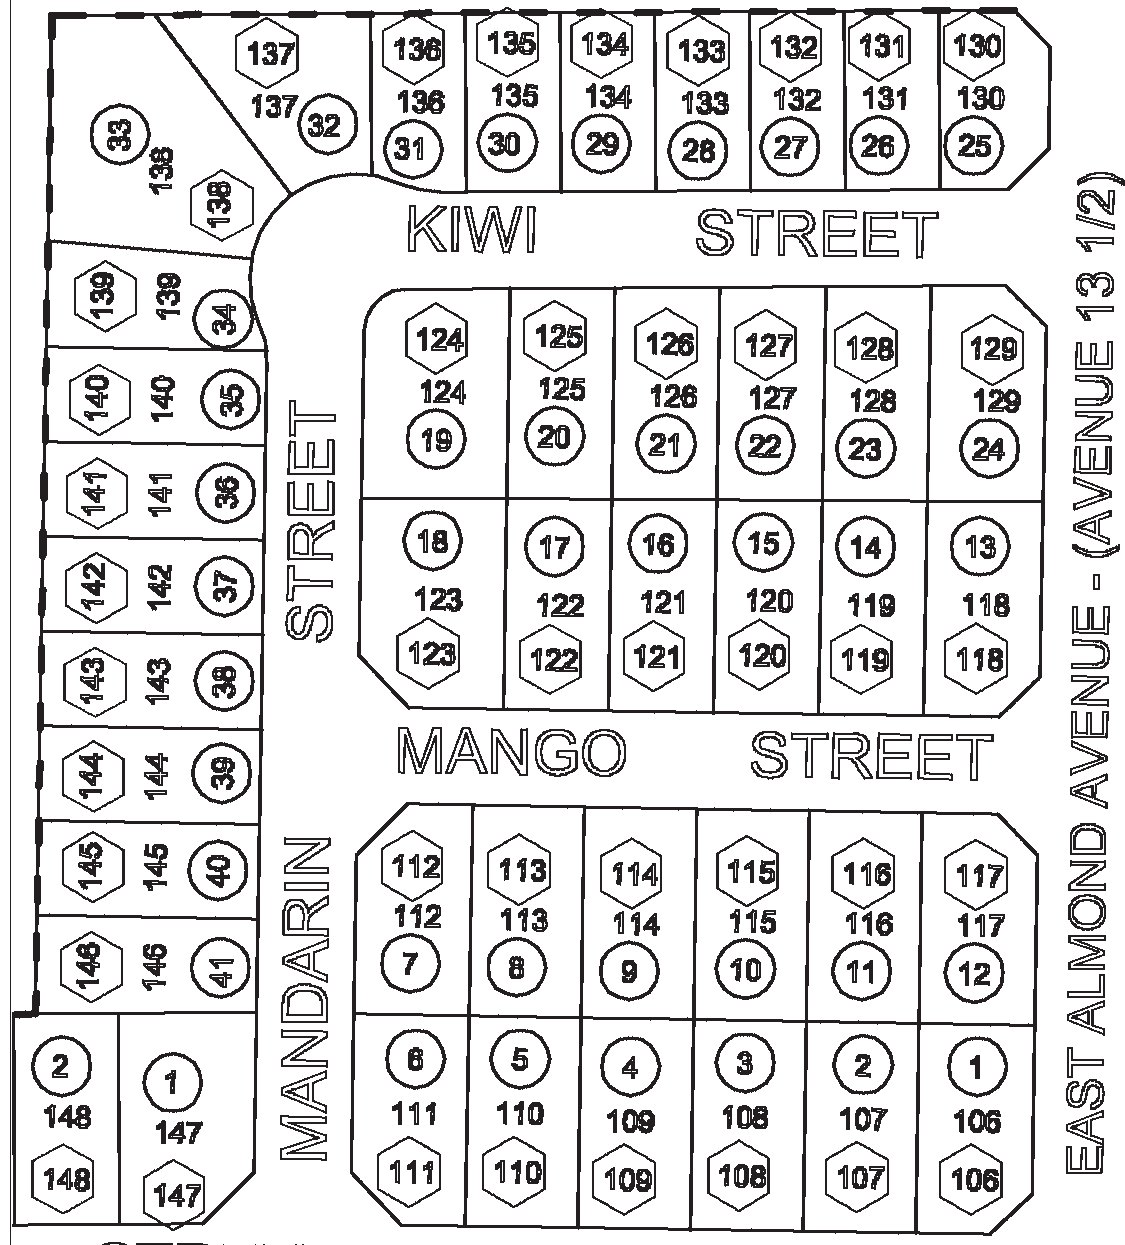 137 136 135 134 133 132 131 130
137 136 135 134 133 132 131 130
32 31 30 29 28 27 26 25
33
138
138
KIWI STREET
139 139 34
140 140 35
141 141 36
142 142 37
143 143 38
144 144 39
145 145 40
146 146 41
124 125 126 127 128 129
124 125 126 127 128 129
19 20 21 22 23 24
18 17 16 15 14 13
123 122 121 120 119 118
123 122 121 120 119 118
MANGO STREET
MANDARIN STREET
112 113 114 115 116 117
112 113 114 115 116 117
7 8 9 10 11 12
6 5 4 3 2 1
111 110 109 108 107 106
111 110 109 108 107 106
2 1
148 147
148 147
EAST ALMOND AVENUE - (AVENUE 13 1/2)